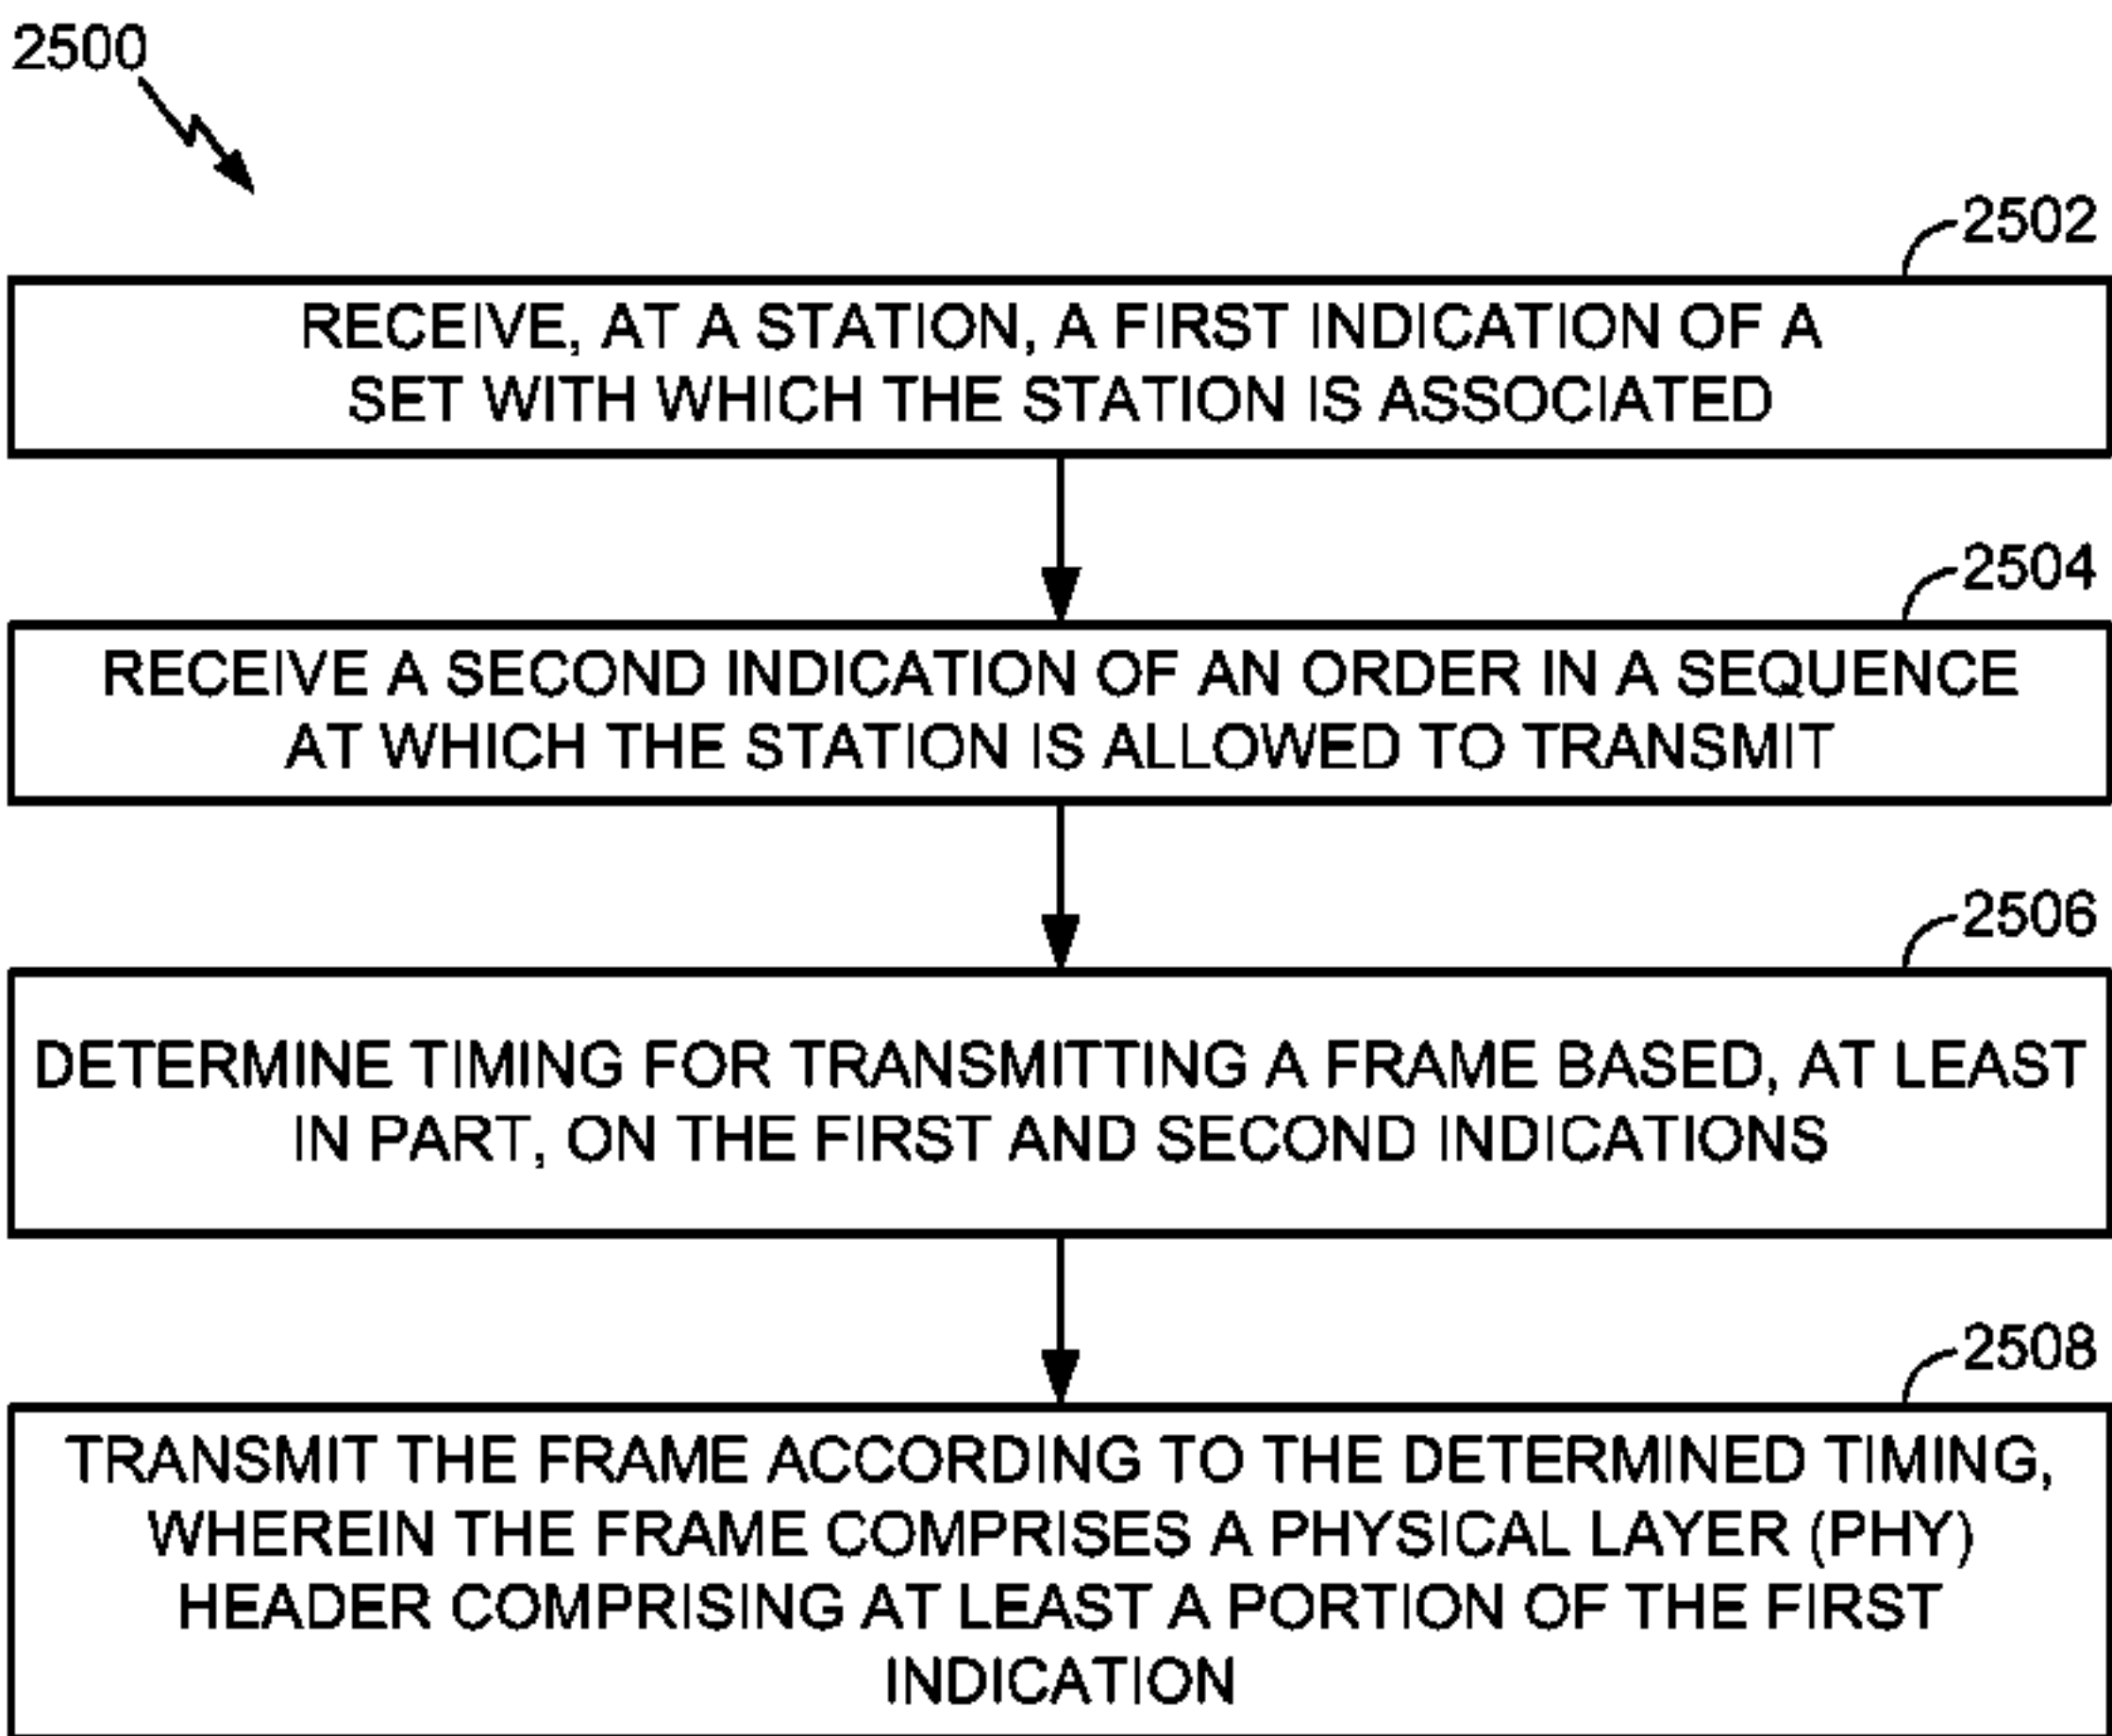 2500
2502
RECEIVE, AT A STATION, A FIRST INDICATION OF A
SET WITH WHICH THE STATION IS ASSOCIATED
2504
RECEIVE A SECOND INDICATION OF AN ORDER IN A SEQUENCE
AT WHICH THE STATION IS ALLOWED TO TRANSMIT
2506
DETERMINE TIMING FOR TRANSMITTING A FRAME BASED, AT LEAST
IN PART, ON THE FIRST AND SECOND INDICATIONS
2508
TRANSMIT THE FRAME ACCORDING TO THE DETERMINED TIMING,
WHEREIN THE FRAME COMPRISES A PHYSICAL LAYER (PHY)
HEADER COMPRISING AT LEAST A PORTION OF THE FIRST
INDICATION